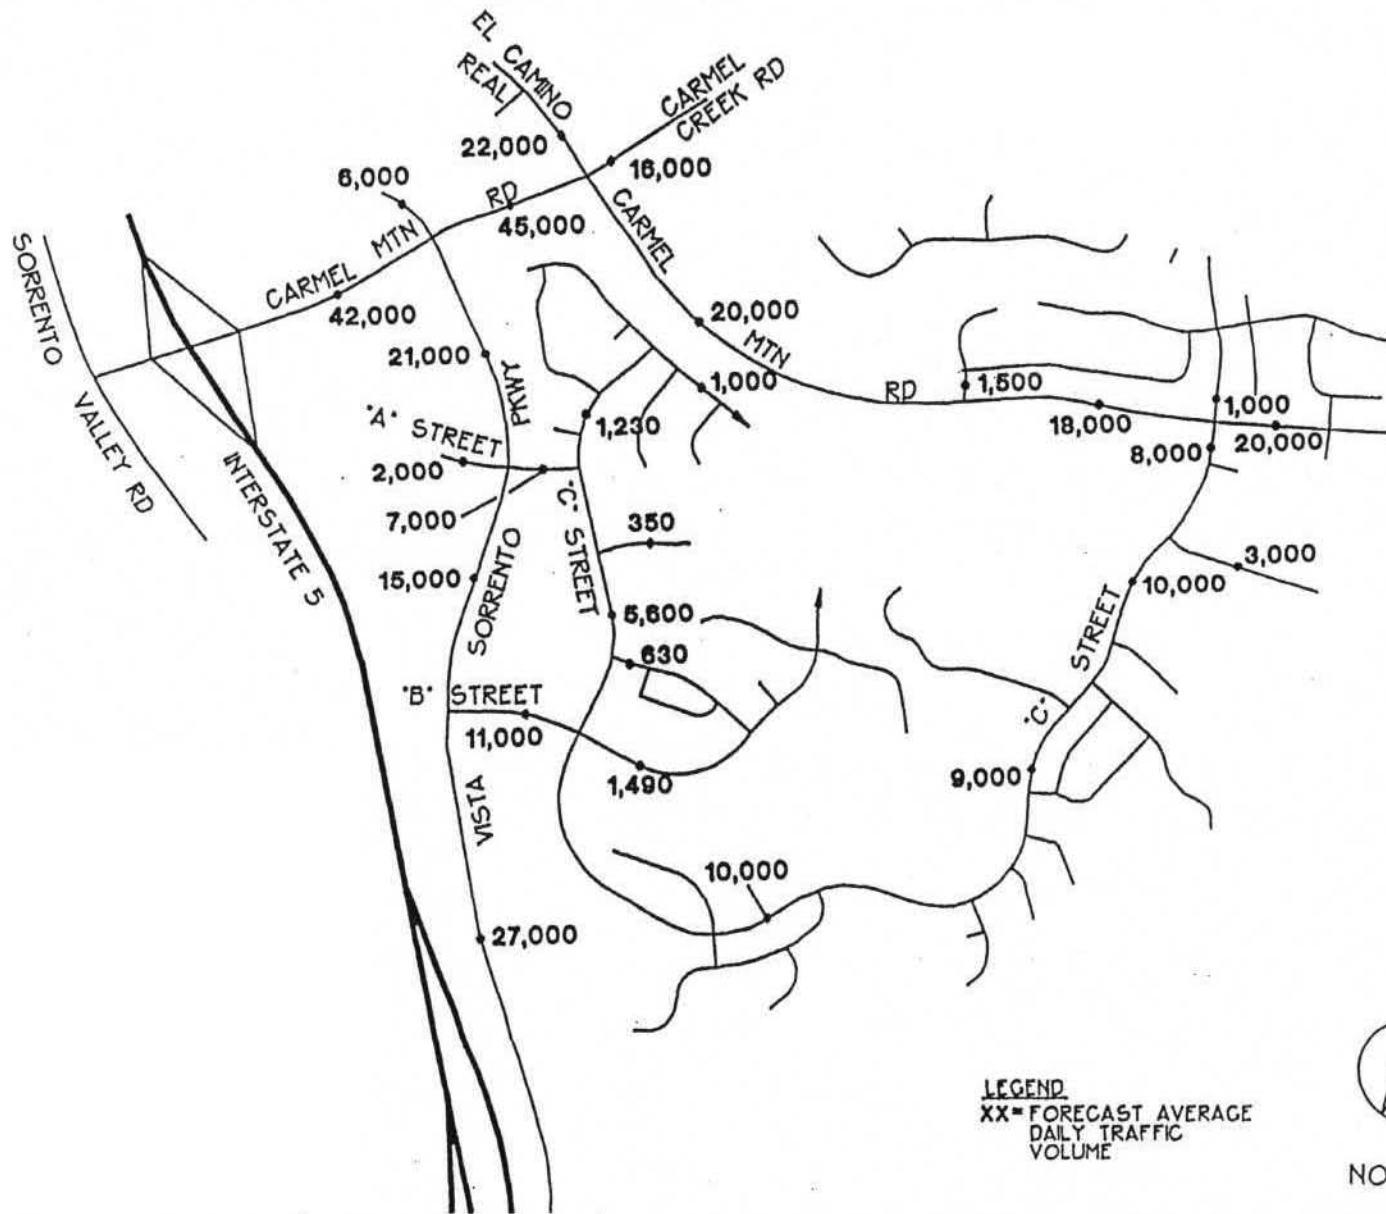 EL CAMINO
REAL
CARMEL
CREEK RD
22,000
16,000
6,000
RD
45,000
CARMEL
MTN
SORRENTO
CARMEL
42,000
20,000
MTN
21,000
PKWY
1,000
RD
1,500
"A" STREET
1,230
18,000
1,000
20,000
VALLEY RD
2,000
8,000
INTERSTATE 5
7,000
"C" STREET
350
3,000
15,000
SORRENTO
10,000
5,600
STREET
630
"B" STREET
"C"
11,000
1,490
9,000
VISTA
10,000
27,000
LEGEND
XX= FORECAST AVERAGE
DAILY TRAFFIC
VOLUME
NO